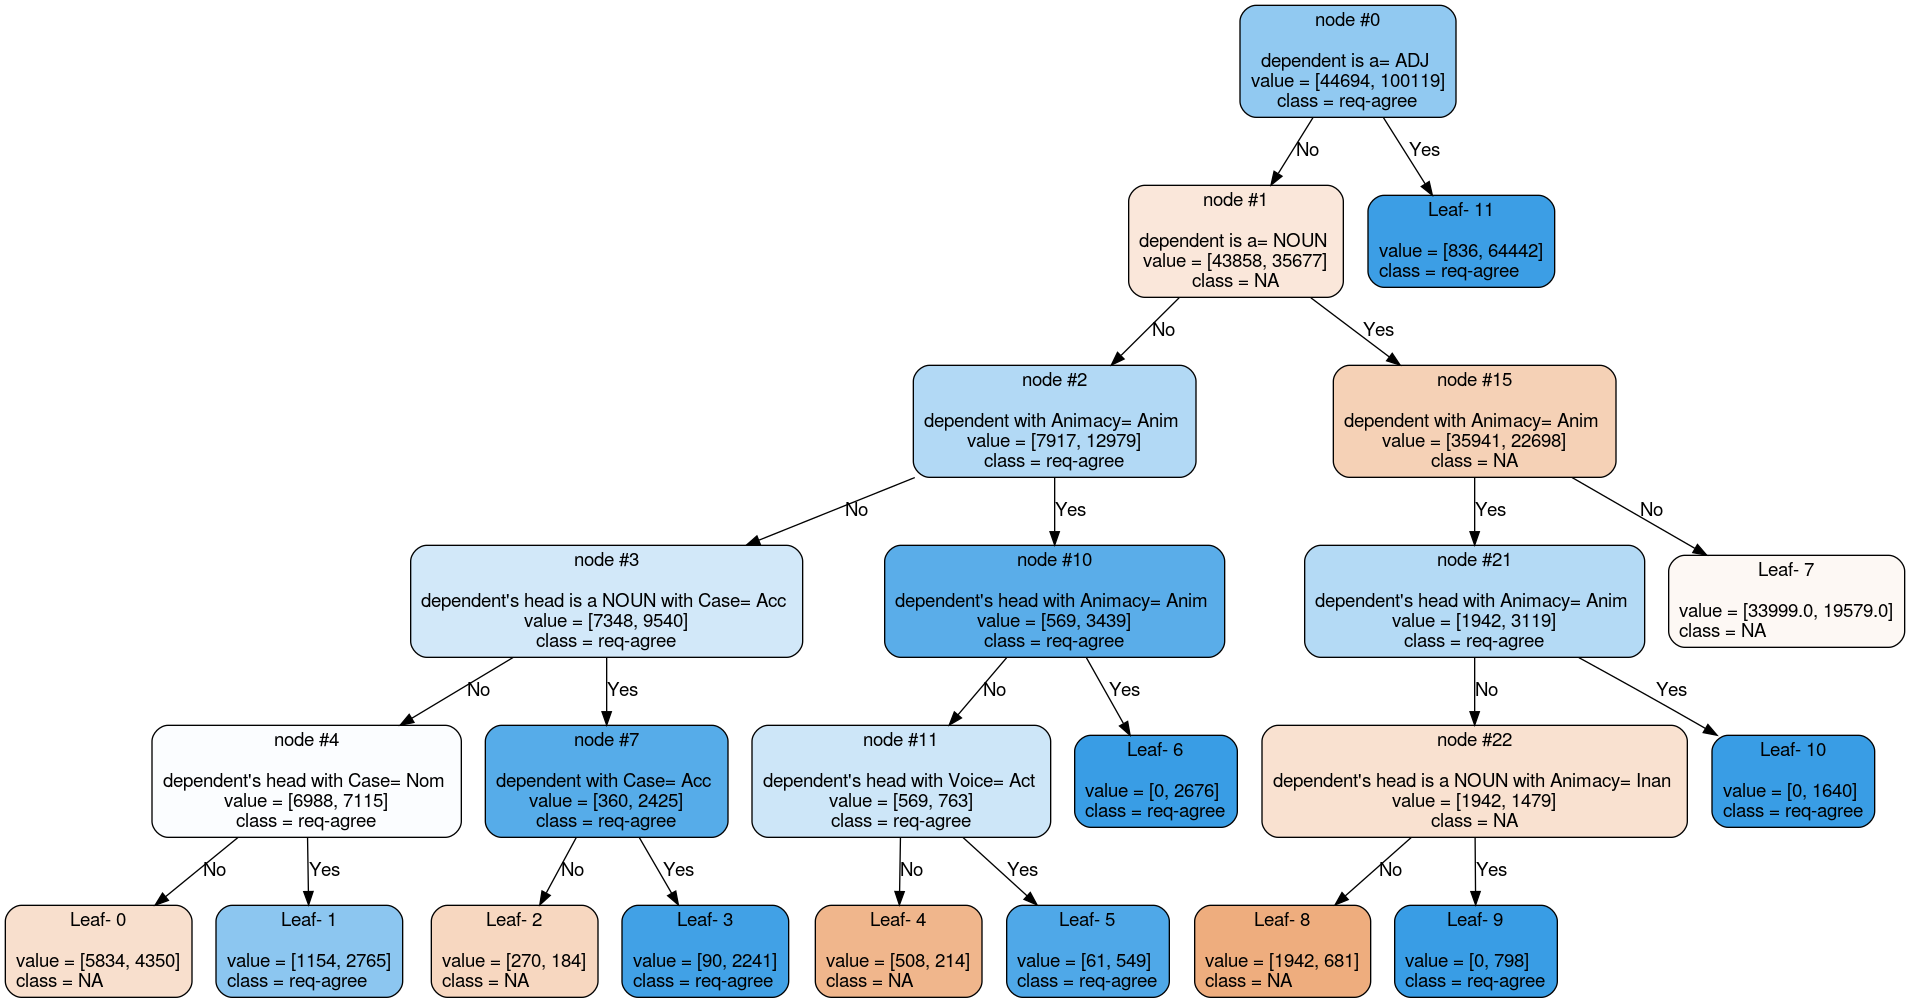 node #0
dependent is a= ADJ
value = [44694, 100119]
class = req-agree
No
Yes
node #1
dependent is a= NOUN
value = [43858, 35677]
class = NA
Leaf- 11
value = [836, 64442]
class = req-agree
No
Yes
node #2
dependent with Animacy= Anim
value = [7917, 12979]
class = req-agree
node #15
dependent with Animacy= Anim
value = [35941, 22698]
class = NA
No
Yes
Yes
No
node #3
dependent's head is a NOUN with Case= Acc
value = [7348, 9540]
class = req-agree
node #10
dependent's head with Animacy= Anim
value = [569, 3439]
class = req-agree
node #21
dependent's head with Animacy= Anim
value = [1942, 3119]
class = req-agree
Leaf- 7
value = [33999.0, 19579.0]
class = NA
No
Yes
No
Yes
No
Yes
node #4
dependent's head with Case= Nom
value = [6988, 7115]
class = req-agree
node #7
dependent with Case= Acc
value = [360, 2425]
class = req-agree
node #11
dependent's head with Voice= Act
value = [569, 763]
class = req-agree
Leaf- 6
value = [0, 2676]
class = req-agree
node #22
dependent's head is a NOUN with Animacy= Inan
value = [1942, 1479]
class = NA
Leaf- 10
value = [0, 1640]
class = req-agree
No
Yes
No
Yes
No
Yes
No
Yes
Leaf- 0
value = [5834, 4350]
class = NA
Leaf- 1
value = [1154, 2765]
class = req-agree
Leaf- 2
value = [270, 184]
class = NA
Leaf- 3
value = [90, 2241]
class = req-agree
Leaf- 4
value = [508, 214]
class = NA
Leaf- 5
value = [61, 549]
class = req-agree
Leaf- 8
value = [1942, 681]
class = NA
Leaf- 9
value = [0, 798]
class = req-agree